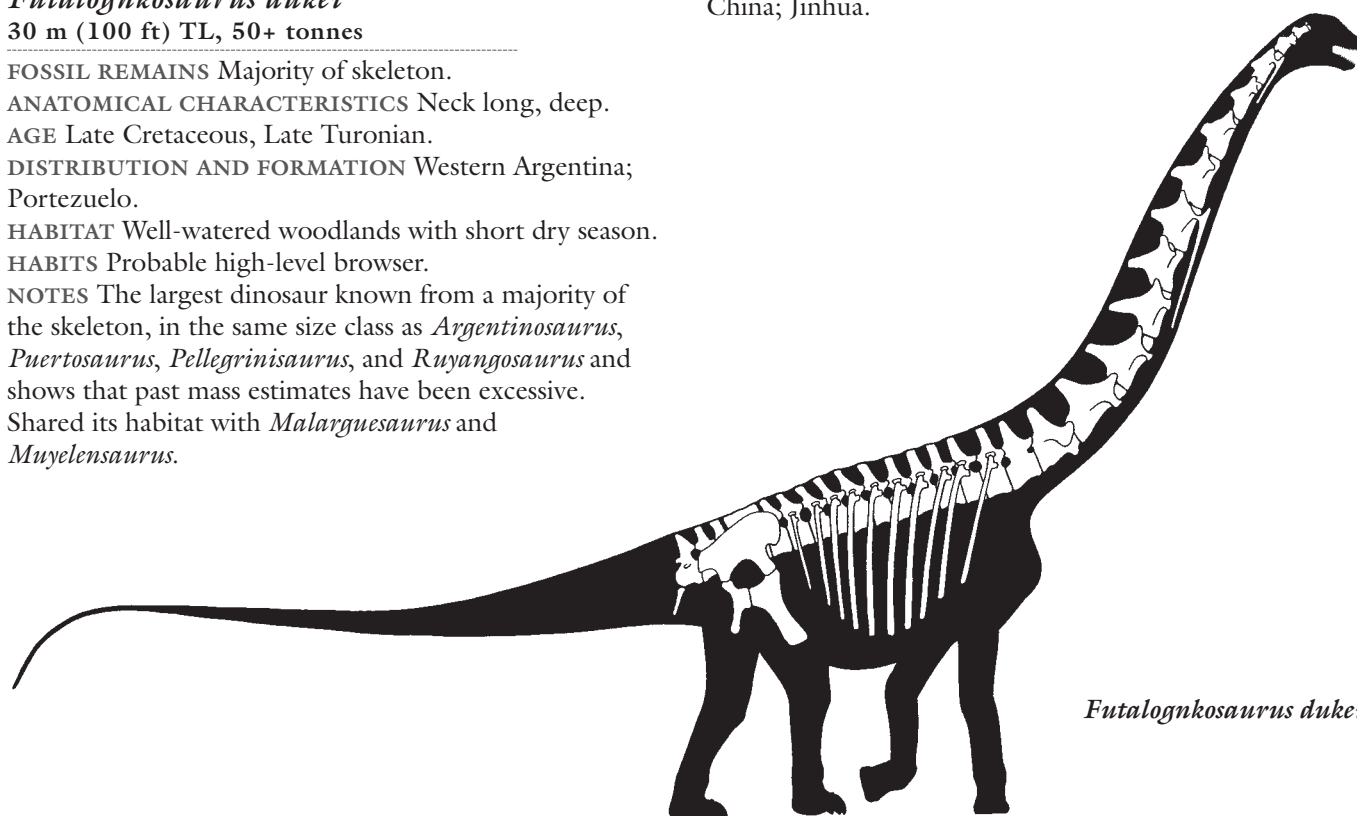 Futalognkosaurus dukei
30 m (100 ft) TL, 50+ tonnes
FOSSIL REMAINS Majority of skeleton.
ANATOMICAL CHARACTERISTICS Neck long, deep.
AGE Late Cretaceous, Late Turonian.
DISTRIBUTION AND FORMATION Western Argentina;
Portezuelo.
HABITAT Well-watered woodlands with short dry season.
HABITS Probable high-level browser.
NOTES The largest dinosaur known from a majority of
the skeleton, in the same size class as Argentinosaurus,
Puertosaurus, Pellegrinisaurus, and Ruyangosaurus and
shows that past mass estimates have been excessive.
Shared its habitat with Malarguesaurus and
Muyelensaurus.
China; Jinhua.
Futalognkosaurus duke